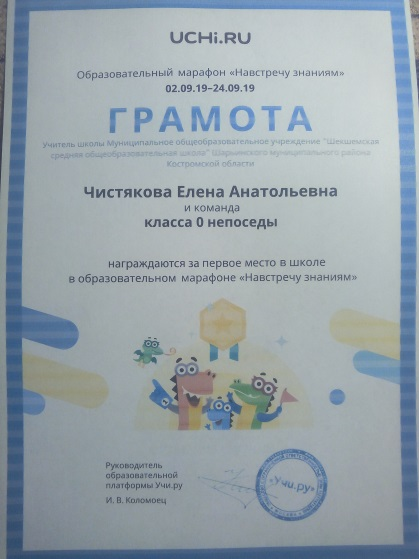 UCHi.RU
Образовательный марафон «Навстречу знаниям»
02.09.19–24.09.19
ГРАМОТА
Учитель школы Муниципальное общеобразовательное учреждение "Шекшемская
средняя общеобразовательная школа" Шарьинского муниципального района
Костромской области
Чистякова Елена Анатольевна
и команда
класса 0 непоседы
награждаются за первое место в школе
в образовательном марафоне «Навстречу знаниям»
Руководитель
образовательной
платформы Учи.ру
И. В. Коломоец
«Учи.ру»